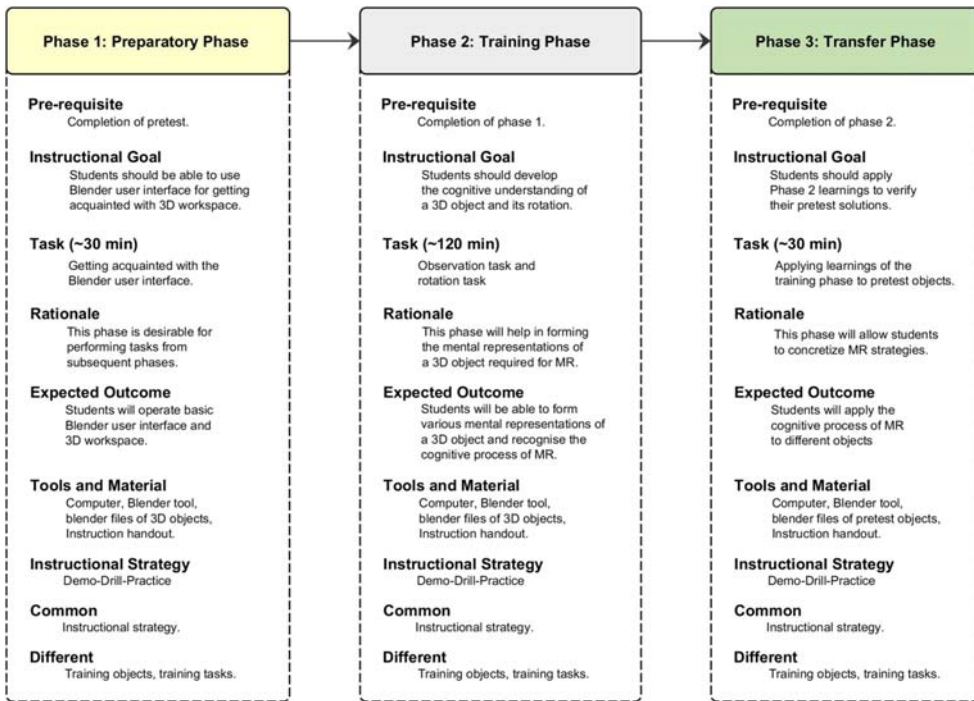 Phase 1: Preparatory Phase
Pre-requisite
Completion of pretest.
Instructional Goal
Students should be able to use
Blender user interface for getting
acquainted with 3D workspace.
Task (~30 min)
Getting acquainted with the
Blender user interface.
Rationale
This phase is desirable for
performing tasks from
subsequent phases.
Expected Outcome
Students will operate basic
Blender user interface and
3D workspace.
Tools and Material
Computer, Blender tool,
blender files of 3D objects,
Instruction handout.
Instructional Strategy
Demo-Drill-Practice
Common
Instructional strategy.
Different
Training objects, training tasks.
Phase 2: Training Phase
Pre-requisite
Completion of phase 1.
Instructional Goal
Students should develop
the cognitive understanding of
a 3D object and its rotation.
Task (~120 min)
Observation task and
rotation task
Rationale
This phase will help in forming
the mental representations of
a 3D object required for MR.
Expected Outcome
Students will be able to form
various mental representations of
a 3D object and recognise the
cognitive process of MR.
Tools and Material
Computer, Blender tool,
blender files of 3D objects,
Instruction handout.
Instructional Strategy
Demo-Drill-Practice
Common
Instructional strategy.
Different
Training objects, training tasks.
Phase 3: Transfer Phase
Pre-requisite
Completion of phase 2.
Instructional Goal
Students should apply
Phase 2 learnings to verify
their pretest solutions.
Task (~30 min)
Applying learnings of the
training phase to pretest objects.
Rationale
This phase will allow students
to concretize MR strategies.
Expected Outcome
Students will apply the
cognitive process of MR
to different objects
Tools and Material
Computer, Blender tool,
blender files of pretest objects,
Instruction handout.
Instructional Strategy
Demo-Drill-Practice
Common
Instructional strategy.
Different
Training objects, training tasks.